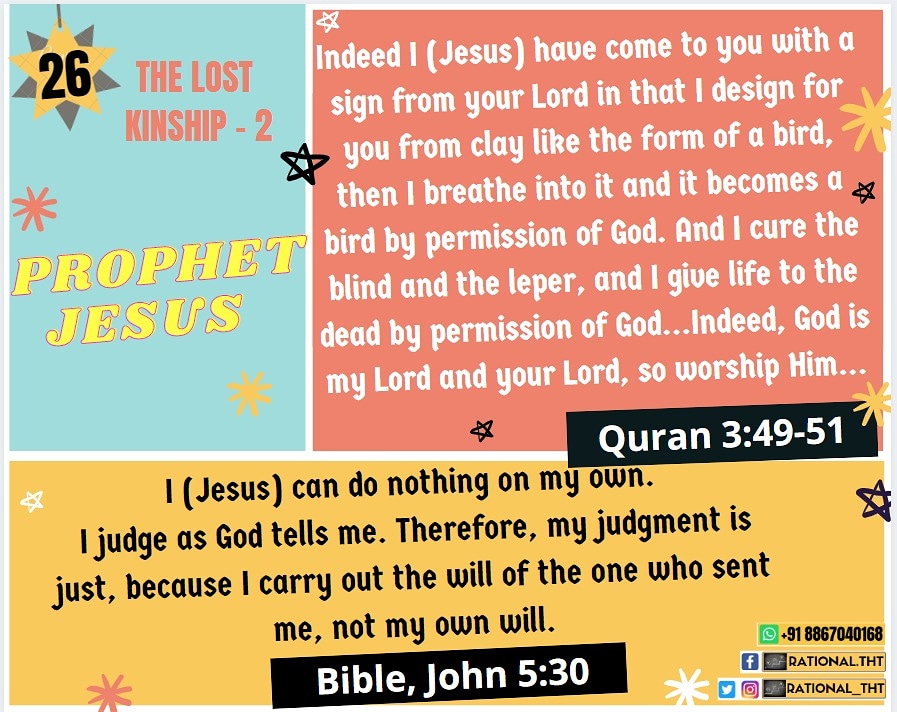 26
THE LOST
KINSHIP - 2
PROPHET
JESUS
Indeed I (Jesus) have come to you with a
sign from your Lord in that I design for
you from clay like the form of a bird,
then I breathe into it and it becomes a
bird by permission of God. And I cure the
blind and the leper, and I give life to the
dead by permission of God...Indeed, God is
my Lord and your Lord, so worship Him...
Quran 3:49-51
I (Jesus) can do nothing on my own.
I judge as God tells me. Therefore, my judgment is
just, because I carry out the will of the one who sent
me, not my own will.
Bible, John 5:30
+91 8867040168
RATIONAL.THT
RATIONAL_THT